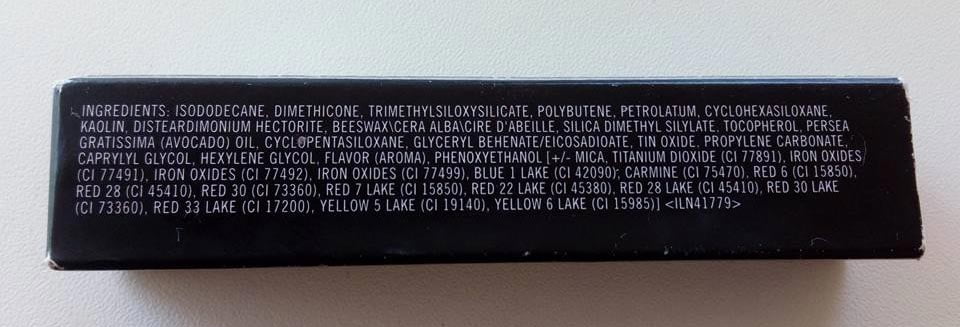 INGREDIENTS: ISODODECANE, DIMETHICONE, TRIMETHYLSILOXYSILICATE, POLYBUTENE, PETROLATUM, CYCLOHEXASILOXANE,
KAOLIN, DISTEARDIMONIUM HECTORITE, BEESWAX\CERA ALBA\CIRE D'ABEILLE, SILICA DIMETHYL SILYLATE, TOCOPHEROL, PERSEA
GRATISSIMA (AVOCADO) OIL, CYCLOPENTASILOXANE, GLYCERYL BEHENATE/EICOSADIOATE, TIN OXIDE, PROPYLENE CARBONATE,
CAPRYLYL GLYCOL, HEXYLENE GLYCOL, FLAVOR (AROMA), PHENOXYETHANOL [+/- MICA, TITANIUM DIOXIDE (CI 77891), IRON OXIDES
(CI 77491), IRON OXIDES (CI 77492), IRON OXIDES (CI 77499), BLUE 1 LAKE (CI 42090), CARMINE (CI 75470), RED 6 (CI 15850),
RED 28 (CI 45410), RED 30 (CI 73360), RED 7 LAKE (CI 15850), RED 22 LAKE (CI 45380), RED 28 LAKE (CI 45410), RED 30 LAKE
(CI 73360), RED 33 LAKE (CI 17200), YELLOW 5 LAKE (CI 19140), YELLOW 6 LAKE (CI 15985)] <ILN41779>